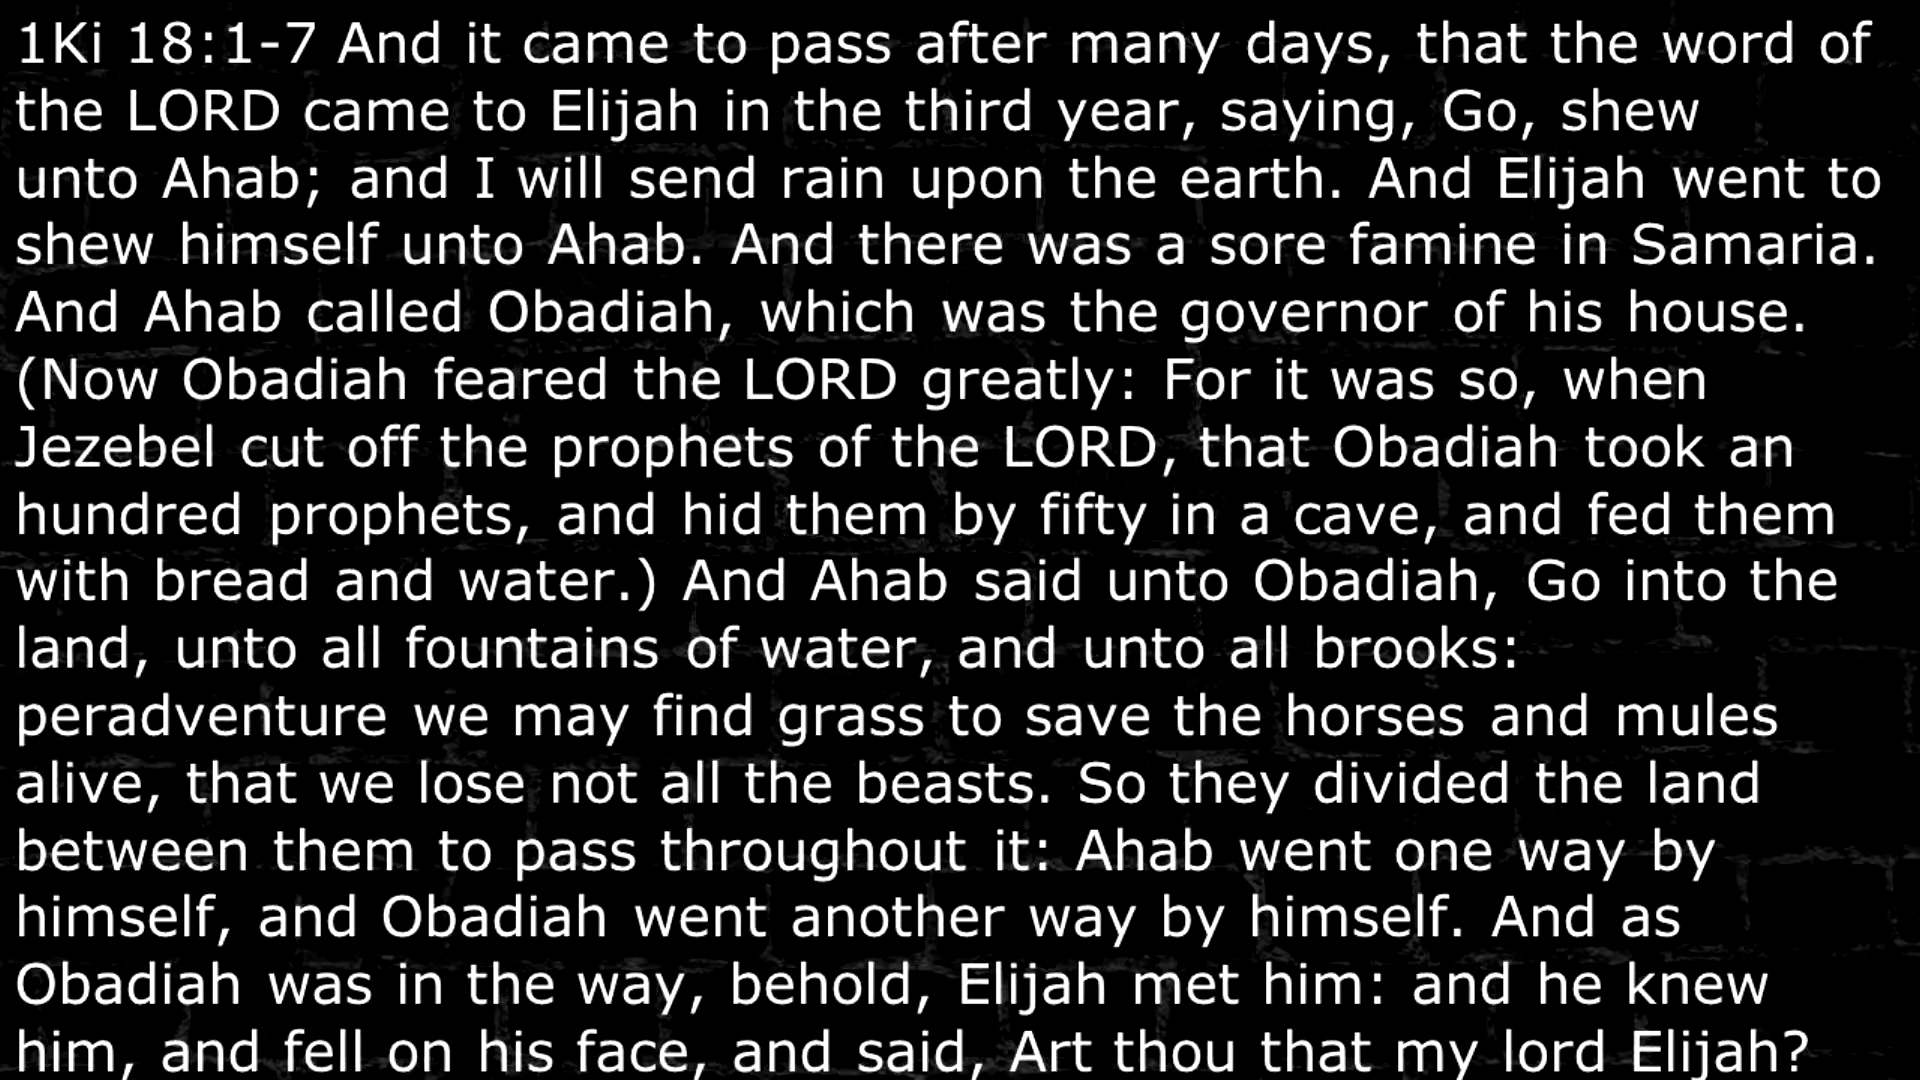 1Ki 18:1-7 And it came to pass after many days, that the word of
the LORD came to Elijah in the third year, saying, Go, shew
unto Ahab; and I will send rain upon the earth. And Elijah went to
shew himself unto Ahab. And there was a sore famine in Samaria.
And Ahab called Obadiah, which was the governor of his house.
(Now Obadiah feared the LORD greatly: For it was so, when
Jezebel cut off the prophets of the LORD, that Obadiah took an
hundred prophets, and hid them by fifty in a cave, and fed them
with bread and water.) And Ahab said unto Obadiah, Go into the
land, unto all fountains of water, and unto all brooks:
peradventure we may find grass to save the horses and mules
alive, that we lose not all the beasts. So they divided the land
between them to pass throughout it: Ahab went one way by
himself, and Obadiah went another way by himself. And as
Obadiah was in the way, behold, Elijah met him: and he knew
him, and fell on his face, and said, Art thou that my lord Elijah?